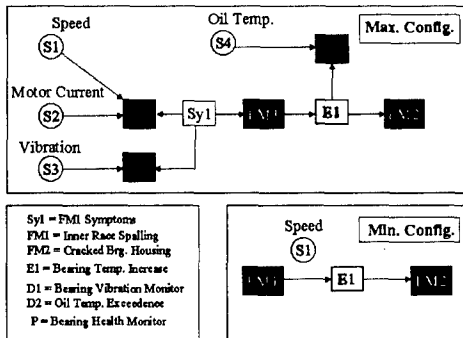 Speed
S1
Oil Temp.
S4
Max. Config.
Motor Current
S2
Sy1
FM1
E1
FM2
Vibration
S3
Sy1 = FM1 Symptoms
FM1 = Inner Race Spalling
FM2 = Cracked Brg. Housing
E1 = Bearing Temp. Increase
D1 = Bearing Vibration Monitor
D2 = Oil Temp. Exceedence
P = Bearing Health Monitor
Speed
S1
Min. Config.
FM1
E1
FM2